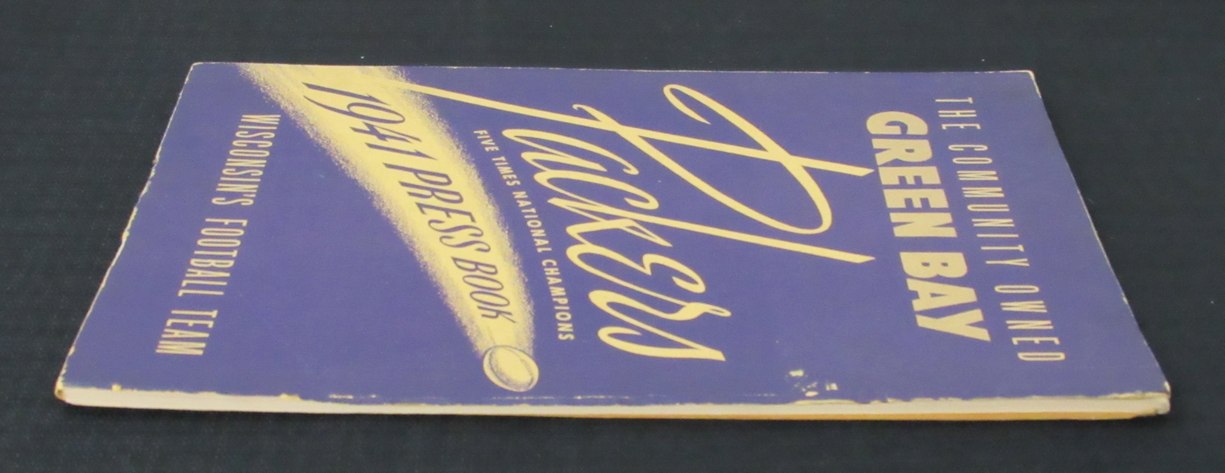 THE COMMUNITY OWNED
GREEN BAY
Packers
FIVE TIMES NATIONAL CHAMPIONS
1941 PRESS BOOK
WISCONSIN'S FOOTBALL TEAM